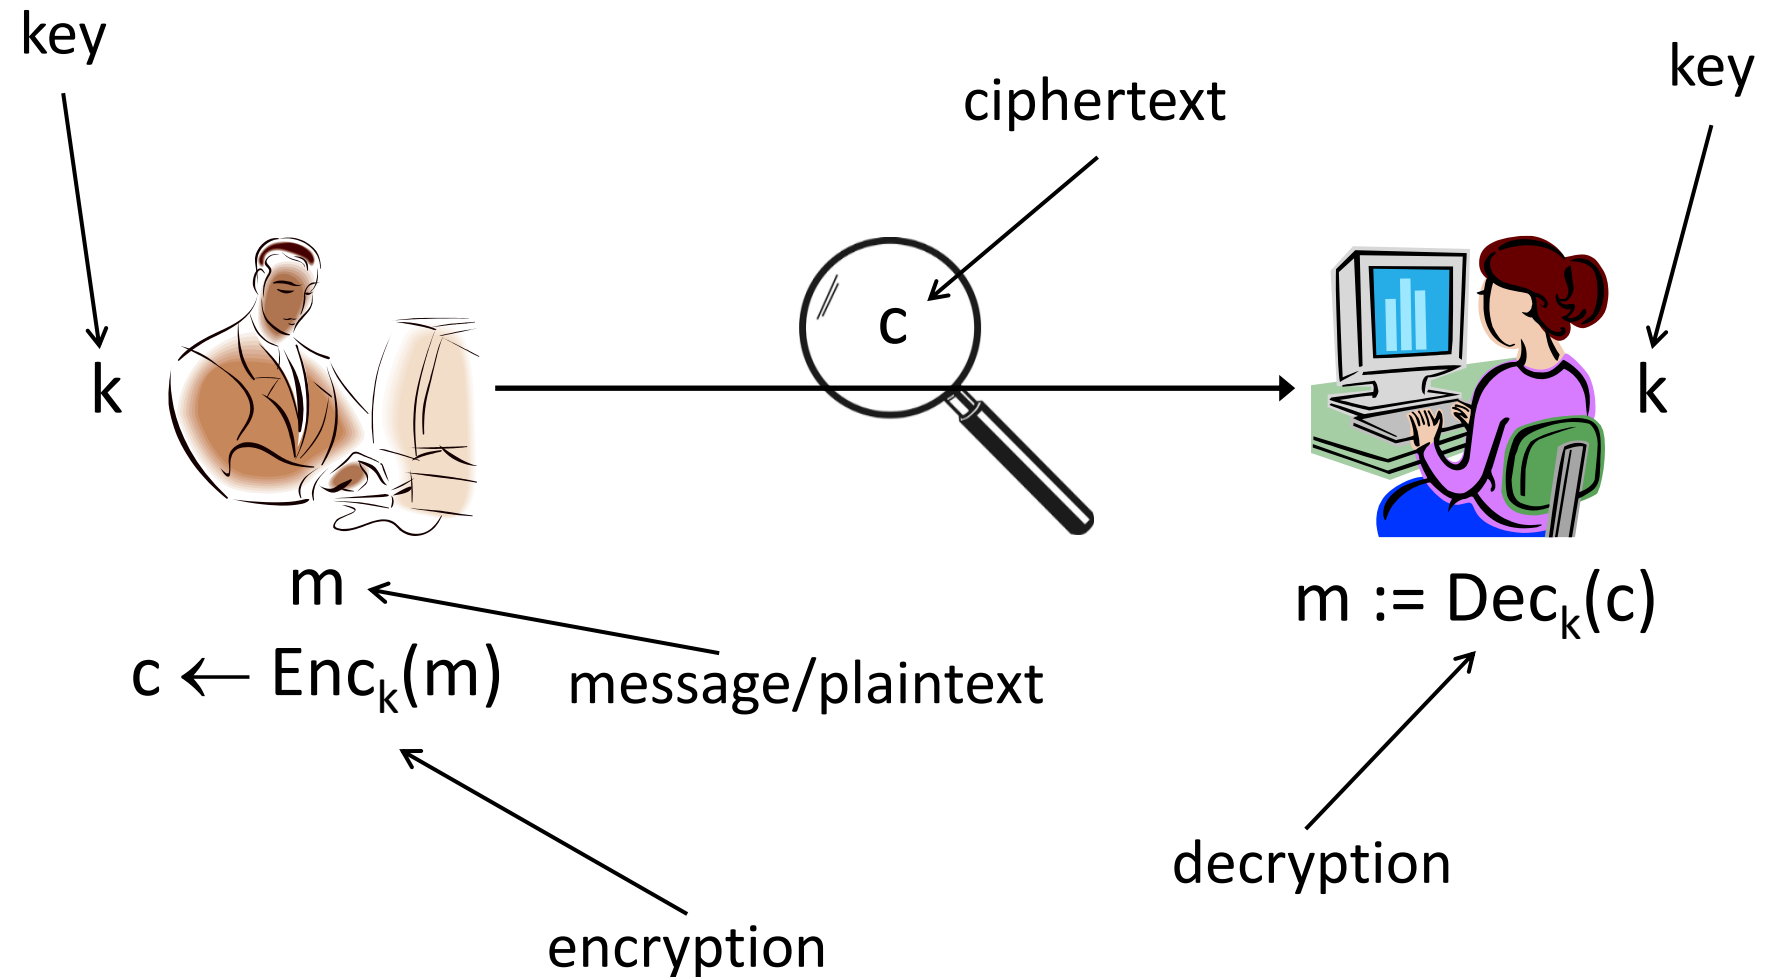 key
key
ciphertext
c
k
k
m
m := Decₖ(c)
c ← Encₖ(m)
message/plaintext
decryption
encryption